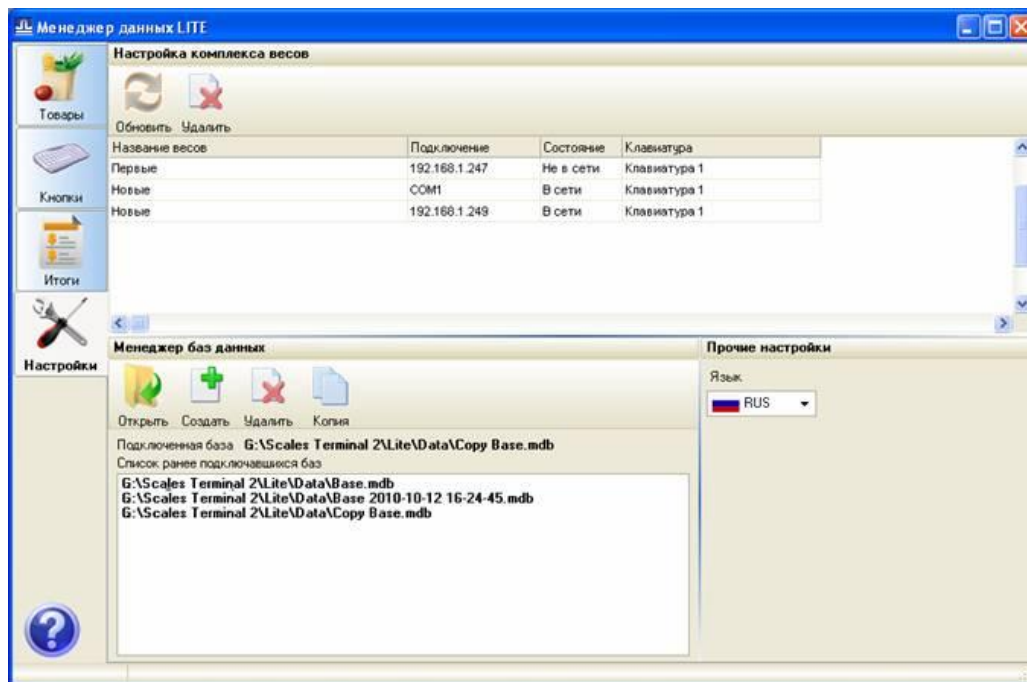 Менеджер данных LITE
Товары
Кнопки
Итоги
Настройки
Настройка комплекса весов
Обновить Удалить
Название весов Подключение Состояние Клавиатура
Первые 192.168.1.247 Не в сети Клавиатура 1
Новые COM1 В сети Клавиатура 1
Новые 192.168.1.249 В сети Клавиатура 1
Менеджер баз данных
Открыть Создать Удалить Копия
Подключенная база G:\Scales Terminal 2\Lite\Data\Copy Base.mdb
Список ранее подключавшихся баз
G:\Scales Terminal 2\Lite\Data\Base.mdb
G:\Scales Terminal 2\Lite\Data\Base 2010-10-12 16-24-45.mdb
G:\Scales Terminal 2\Lite\Data\Copy Base.mdb
Прочие настройки
Язык
RUS